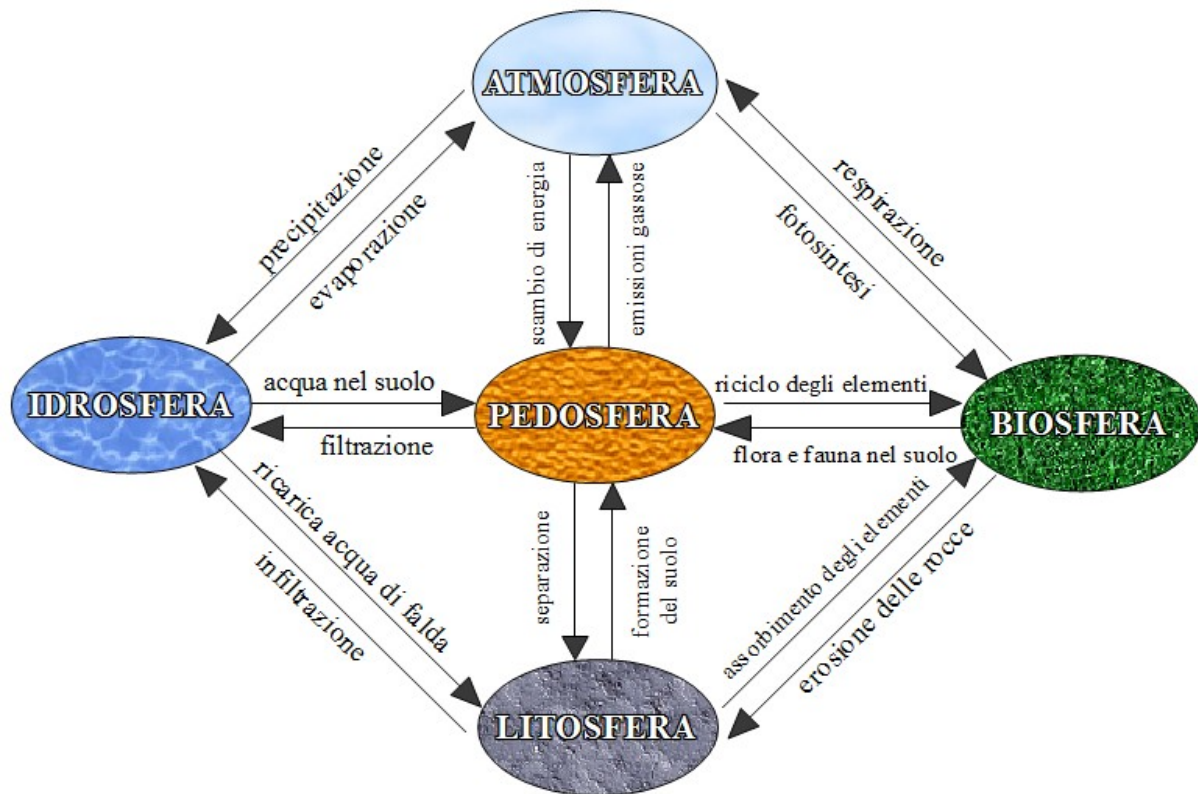 ATMOSFERA
precipitazione
evaporazione
scambio di energia
emissioni gassose
respirazione
fotosintesi
IDROSFERA
acqua nel suolo
filtrazione
PEDOSFERA
riciclo degli elementi
flora e fauna nel suolo
BIOSFERA
ricarica acqua di falda
infiltrazione
separazione
formazione
del suolo
assorbimento degli elementi
erosione delle rocce
LITOSFERA